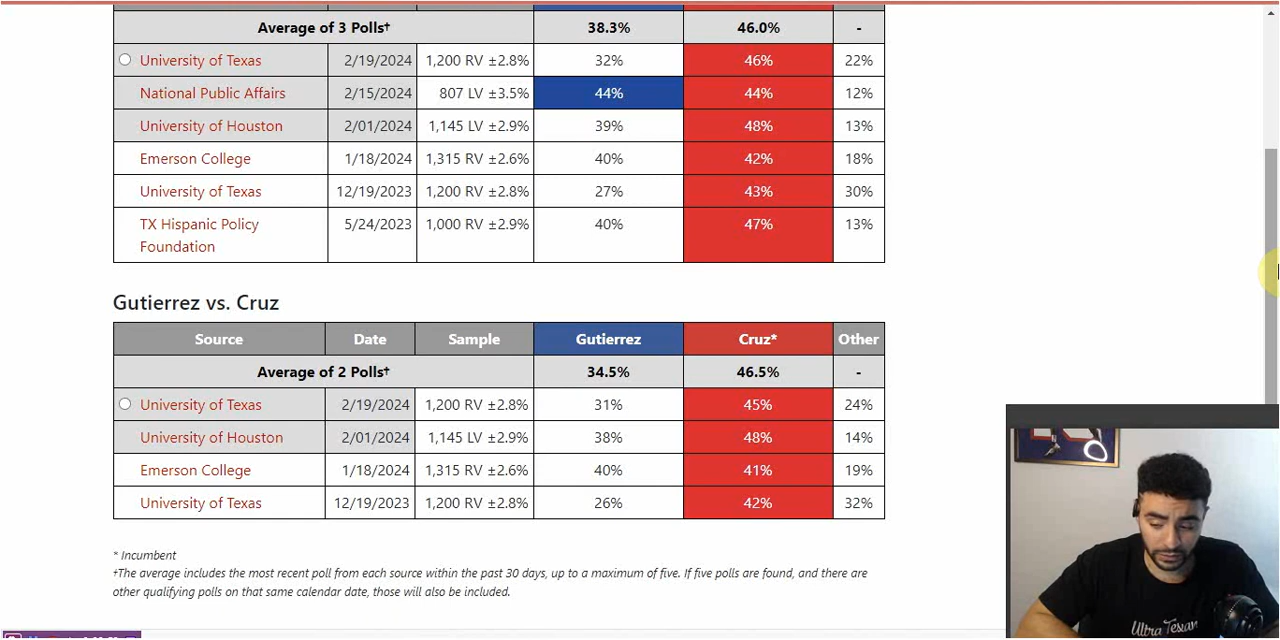 Average of 3 Polls† 38.3% 46.0% -
University of Texas 2/19/2024 1,200 RV ±2.8% 32% 46% 22%
National Public Affairs 2/15/2024 807 LV ±3.5% 44% 44% 12%
University of Houston 2/01/2024 1,145 LV ±2.9% 39% 48% 13%
Emerson College 1/18/2024 1,315 RV ±2.6% 40% 42% 18%
University of Texas 12/19/2023 1,200 RV ±2.8% 27% 43% 30%
TX Hispanic Policy 5/24/2023 1,000 RV ±2.9% 40% 47% 13%
Foundation
Gutierrez vs. Cruz
Source Date Sample Gutierrez Cruz* Other
Average of 2 Polls† 34.5% 46.5% -
University of Texas 2/19/2024 1,200 RV ±2.8% 31% 45% 24%
University of Houston 2/01/2024 1,145 LV ±2.9% 38% 48% 14%
Emerson College 1/18/2024 1,315 RV ±2.6% 40% 41% 19%
University of Texas 12/19/2023 1,200 RV ±2.8% 26% 42% 32%
* Incumbent
†The average includes the most recent poll from each source within the past 30 days, up to a maximum of five. If five polls are found, and there are
other qualifying polls on that same calendar date, those will also be included.
Ultra Texan